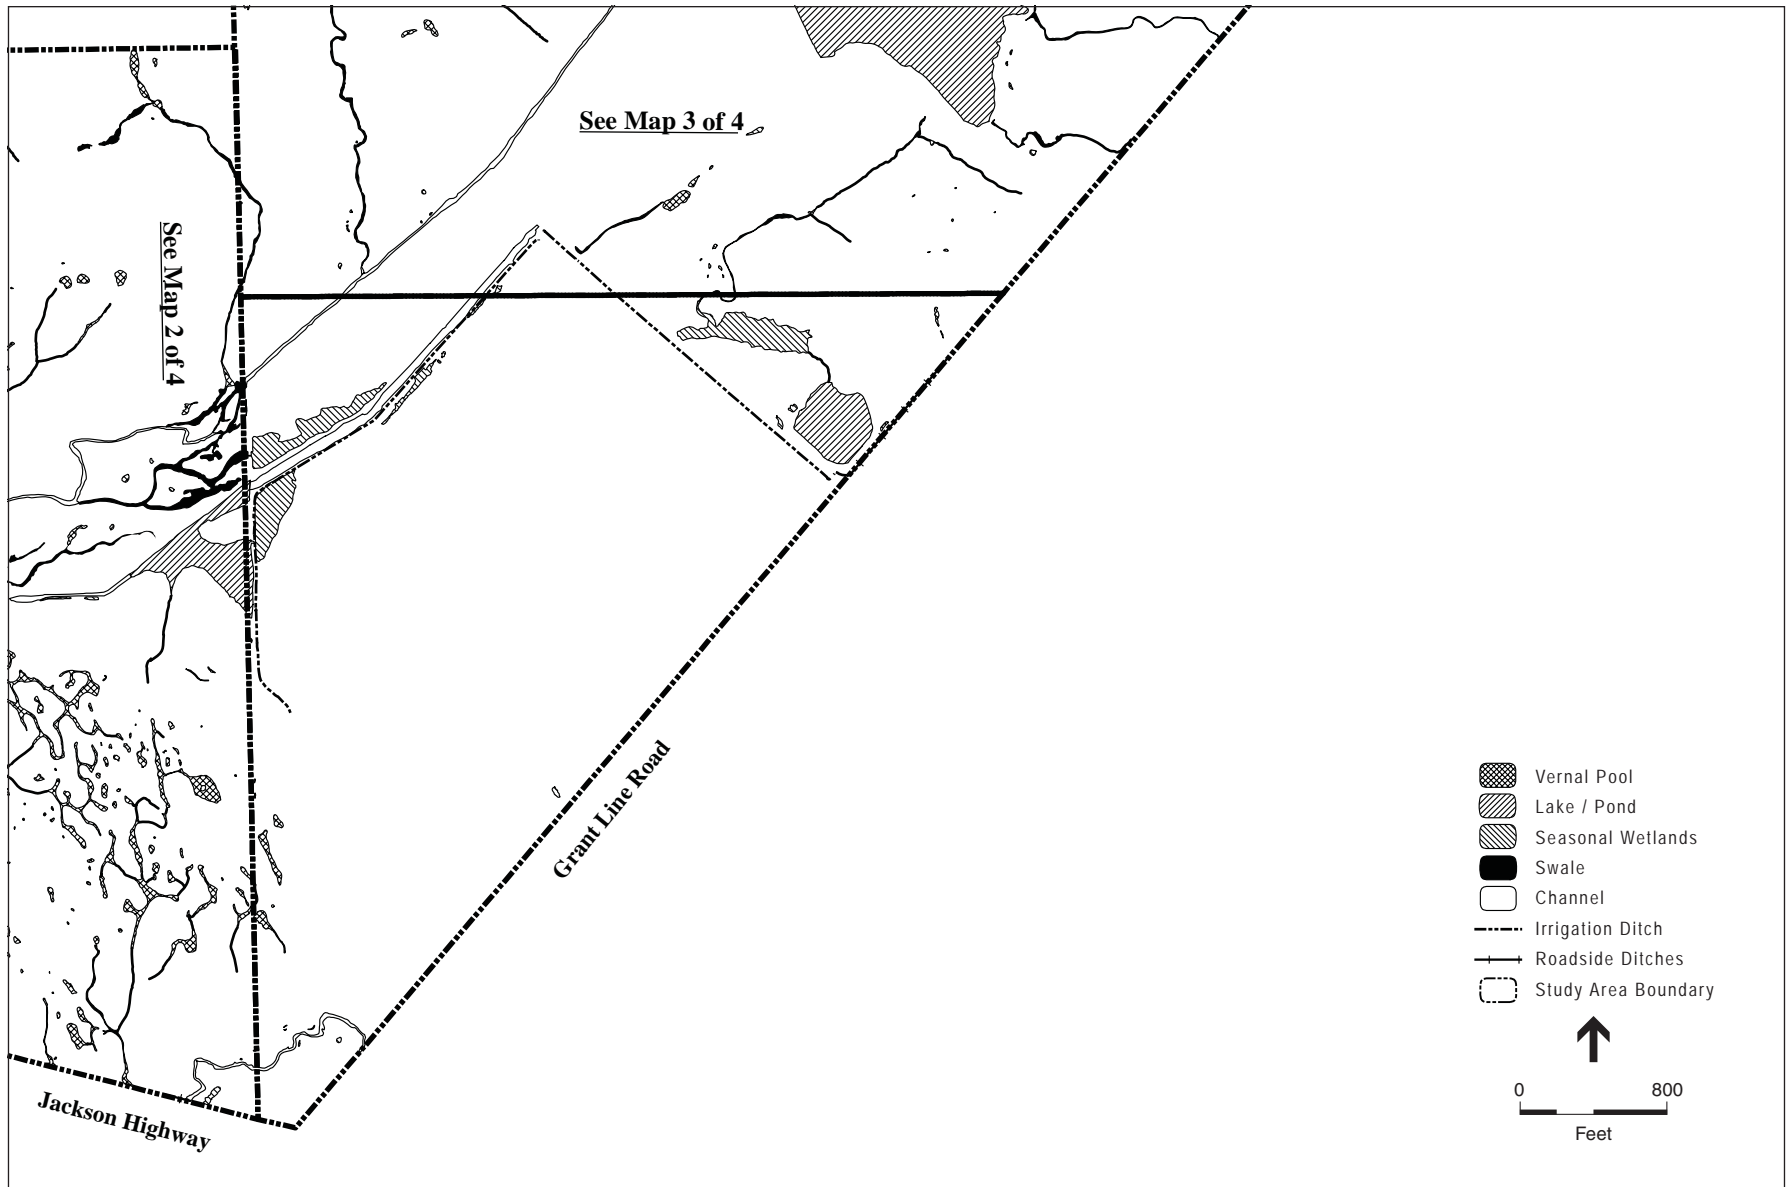 See Map 3 of 4
See Map 2 of 4
Grant Line Road
Jackson Highway
Vernal Pool
Lake / Pond
Seasonal Wetlands
Swale
Channel
Irrigation Ditch
Roadside Ditches
Study Area Boundary
0 800
Feet